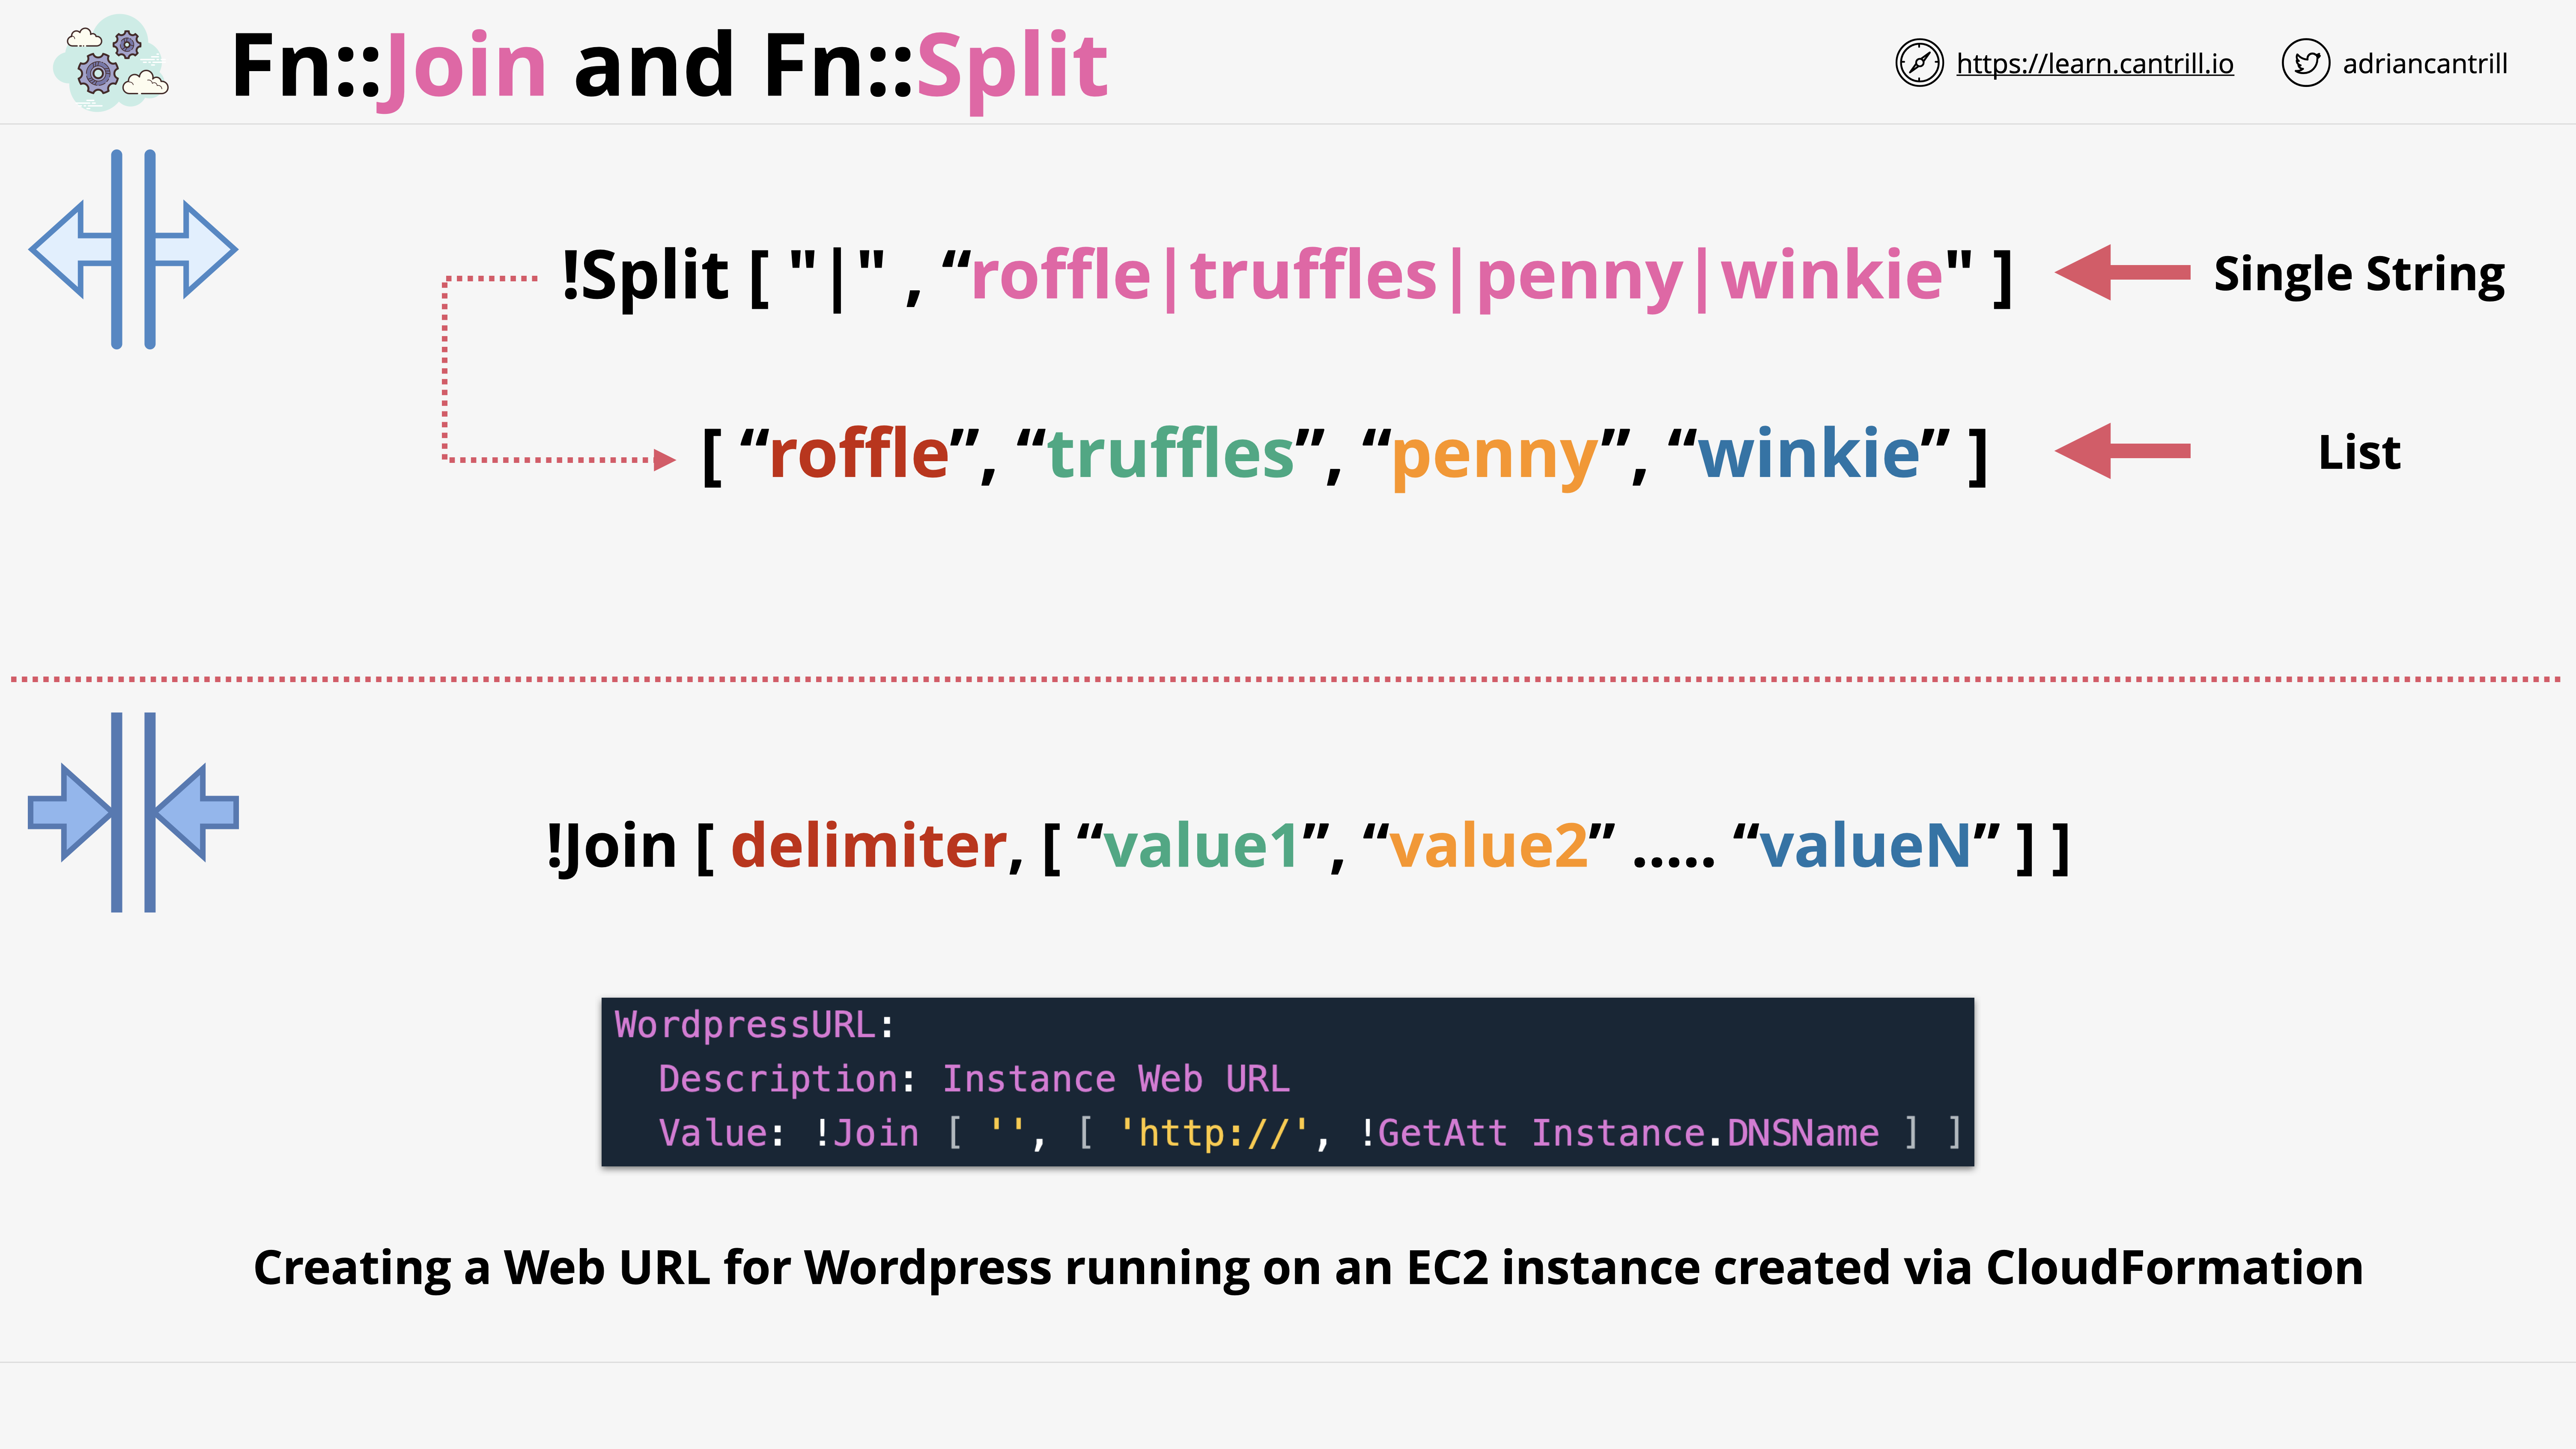 Fn::Join and Fn::Split
https://learn.cantrill.io
adriancantrill
!Split [ "|" , “roffle|truffles|penny|winkie" ]
Single String
[ “roffle”, “truffles”, “penny”, “winkie” ]
List
!Join [ delimiter, [ “value1”, “value2” ..... “valueN” ] ]
WordpressURL:
Description: Instance Web URL
Value: !Join [ '', [ 'http://', !GetAtt Instance.DNSName ] ]
Creating a Web URL for Wordpress running on an EC2 instance created via CloudFormation